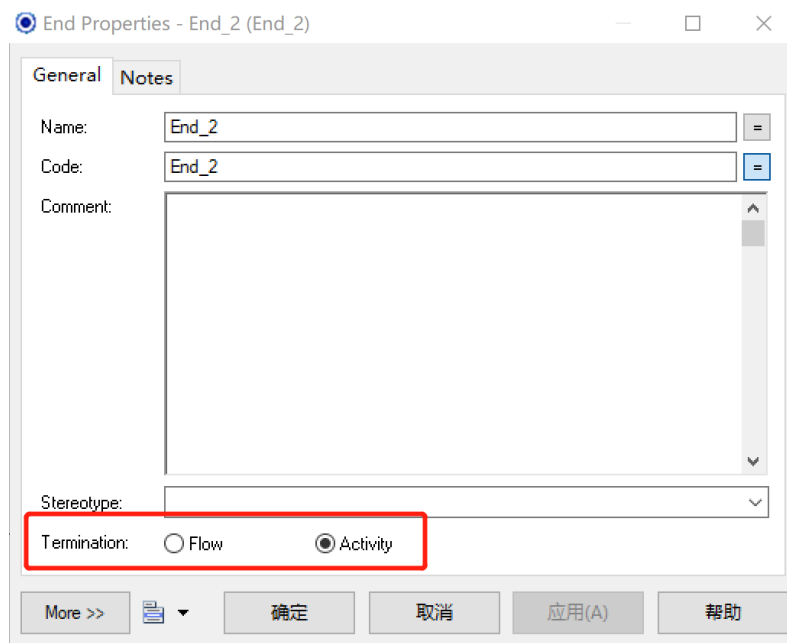 End Properties - End_2 (End_2)
General Notes
Name: End_2 =
Code: End_2 =
Comment:
Stereotype:
Termination: Flow Activity
More >> 确定 取消 应用(A) 帮助